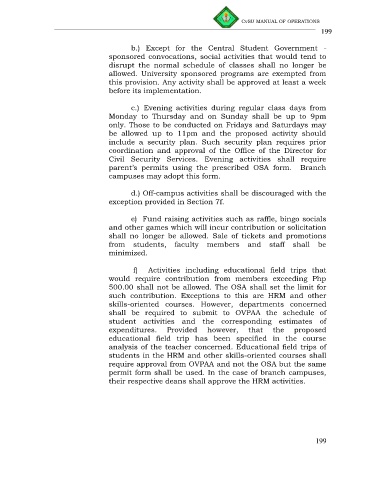 CvSU MANUAL OF OPERATIONS
199
b.) Except for the Central Student Government -
sponsored convocations, social activities that would tend to
disrupt the normal schedule of classes shall no longer be
allowed. University sponsored programs are exempted from
this provision. Any activity shall be approved at least a week
before its implementation.
c.) Evening activities during regular class days from
Monday to Thursday and on Sunday shall be up to 9pm
only. Those to be conducted on Fridays and Saturdays may
be allowed up to 11pm and the proposed activity should
include a security plan. Such security plan requires prior
coordination and approval of the Office of the Director for
Civil Security Services. Evening activities shall require
parent's permits using the prescribed OSA form. Branch
campuses may adopt this form.
d.) Off-campus activities shall be discouraged with the
exception provided in Section 7f.
e) Fund raising activities such as raffle, bingo socials
and other games which will incur contribution or solicitation
shall no longer be allowed. Sale of tickets and promotions
from students, faculty members and staff shall be
minimized.
f) Activities including educational field trips that
would require contribution from members exceeding Php
500.00 shall not be allowed. The OSA shall set the limit for
such contribution. Exceptions to this are HRM and other
skills-oriented courses. However, departments concerned
shall be required to submit to OVPAA the schedule of
student activities and the corresponding estimates of
expenditures. Provided however, that the proposed
educational field trip has been specified in the course
analysis of the teacher concerned. Educational field trips of
students in the HRM and other skills-oriented courses shall
require approval from OVPAA and not the OSA but the same
permit form shall be used. In the case of branch campuses,
their respective deans shall approve the HRM activities.
199